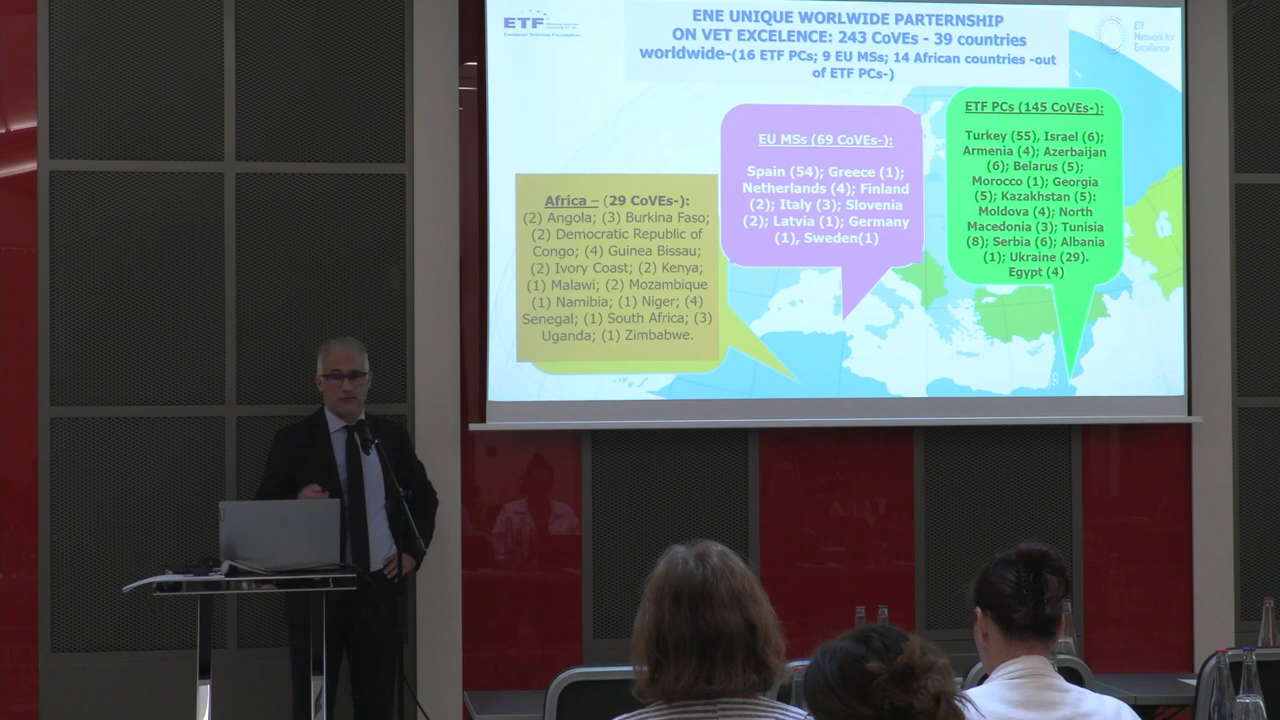 ETF
European Training Foundation
ENE UNIQUE WORLWIDE PARTERNSHIP
ON VET EXCELENCE: 243 CoVEs - 39 countries
worldwide-(16 ETF PCs; 9 EU MSs; 14 African countries -out
of ETF PCs-)
ETF
Network for
Excellence
Africa – (29 CoVEs-):
(2) Angola; (3) Burkina Faso;
(2) Democratic Republic of
Congo; (4) Guinea Bissau;
(2) Ivory Coast; (2) Kenya;
(1) Malawi; (2) Mozambique
(1) Namibia; (1) Niger; (4)
Senegal; (1) South Africa; (3)
Uganda; (1) Zimbabwe.
EU MSs (69 CoVEs-):
Spain (54); Greece (1);
Netherlands (4); Finland
(2); Italy (3); Slovenia
(2); Latvia (1); Germany
(1), Sweden(1)
ETF PCs (145 CoVEs-):
Turkey (55), Israel (6);
Armenia (4); Azerbaijan
(6); Belarus (5);
Morocco (1); Georgia
(5); Kazakhstan (5):
Moldova (4); North
Macedonia (3); Tunisia
(8); Serbia (6); Albania
(1); Ukraine (29).
Egypt (4)